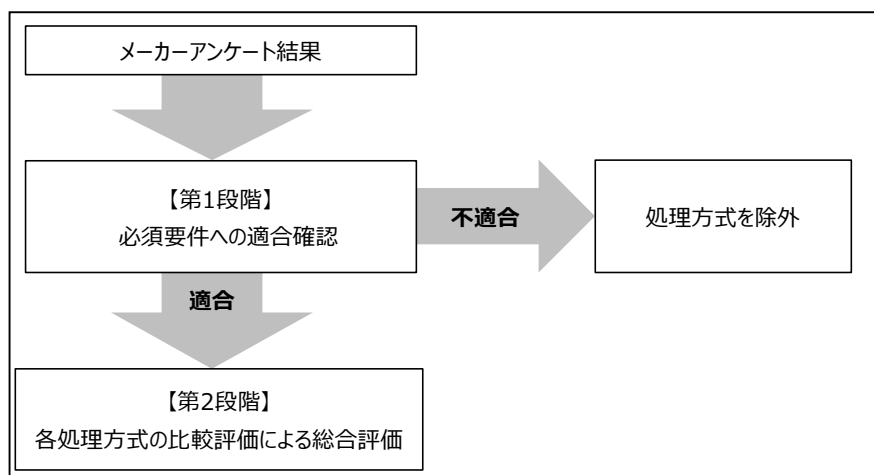 メーカーアンケート結果
【第1段階】
必須要件への適合確認
不適合
処理方式を除外
適合
【第2段階】
各処理方式の比較評価による総合評価